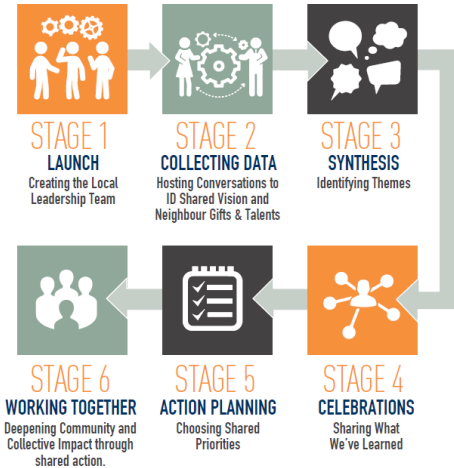 STAGE 1
LAUNCH
Creating the Local
Leadership Team
STAGE 2
COLLECTING DATA
Hosting Conversations to
ID Shared Vision and
Neighbour Gifts & Talents
STAGE 3
SYNTHESIS
Identifying Themes
STAGE 4
CELEBRATIONS
Sharing What
We've Learned
STAGE 5
ACTION PLANNING
Choosing Shared
Priorities
STAGE 6
WORKING TOGETHER
Deepening Community and
Collective Impact through
shared action.